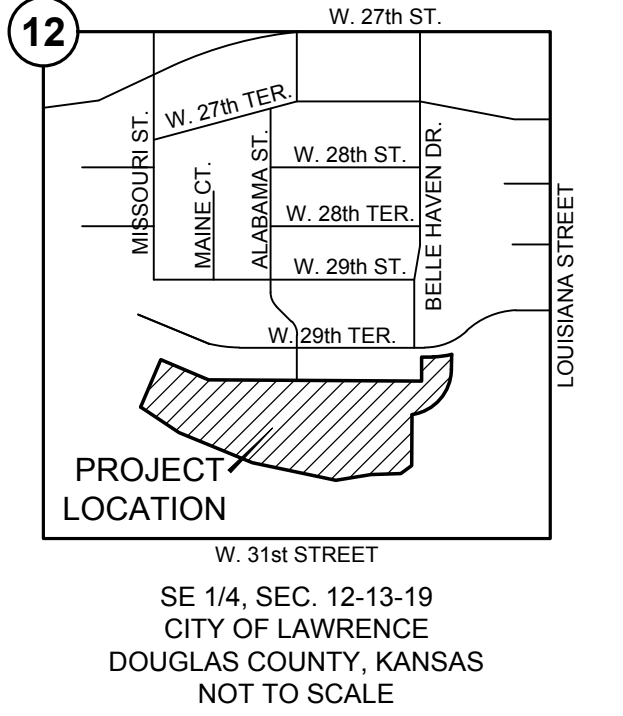 W. 27th ST.
12
W. 27th TER.
MISSOURI ST.
MAINE CT.
ALABAMA ST.
W. 28th ST.
BELLE HAVEN DR.
W. 28th TER.
LOUISIANA STREET
W. 29th ST.
W. 29th TER.
PROJECT
LOCATION
W. 31st STREET
SE 1/4, SEC. 12-13-19
CITY OF LAWRENCE
DOUGLAS COUNTY, KANSAS
NOT TO SCALE